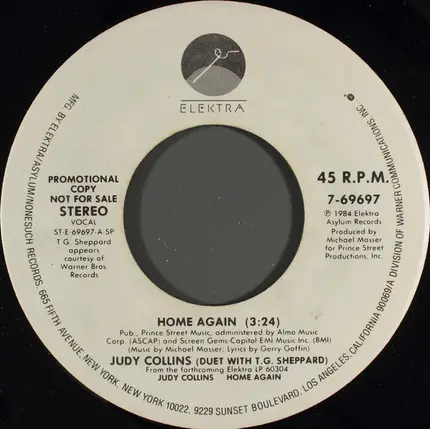 ELEKTRA
PROMOTIONAL
COPY
NOT FOR SALE
STEREO
VOCAL
ST-E-69697-A SP
T.G. Sheppard
appears
courtesy of
Warner Bros.
Records
45 R.P.M.
7-69697
℗ 1984 Elektra
Asylum Records
Produced by
Michael Masser
for Prince Street
Productions, Inc.
HOME AGAIN (3:24)
Pub., Prince Street Music, administered by Almo Music
Corp. (ASCAP) and Screen Gems-Capitol EMI Music Inc. (BMI)
(Music by Michael Masser; Lyrics by Gerry Goffin)
JUDY COLLINS (DUET WITH T.G. SHEPPARD)
From the forthcoming Elektra LP 60304
JUDY COLLINS HOME AGAIN
MFG. BY ELEKTRA/ASYLUM/NONESUCH RECORDS, 665 FIFTH AVENUE, NEW YORK, NEW YORK 10022, 9229 SUNSET BOULEVARD, LOS ANGELES, CALIFORNIA 90069/A DIVISION OF WARNER COMMUNICATIONS INC.